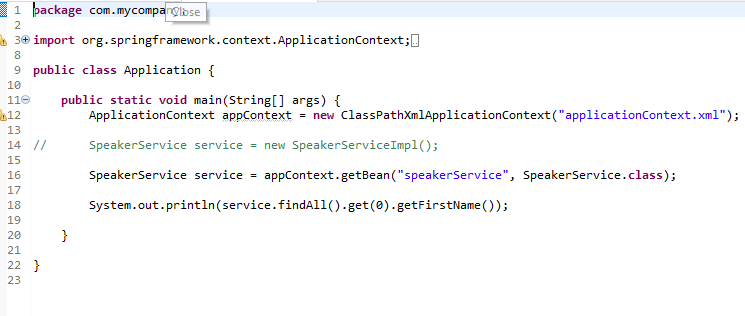 1 package com.mycompany
Close
2
3 import org.springframework.context.ApplicationContext;
8
9 public class Application {
10
11 public static void main(String[] args) {
12 ApplicationContext appContext = new ClassPathXmlApplicationContext("applicationContext.xml");
13
14 // SpeakerService service = new SpeakerServiceImpl();
15
16 SpeakerService service = appContext.getBean("speakerService", SpeakerService.class);
17
18 System.out.println(service.findAll().get(0).getFirstName());
19
20 }
21
22 }
23